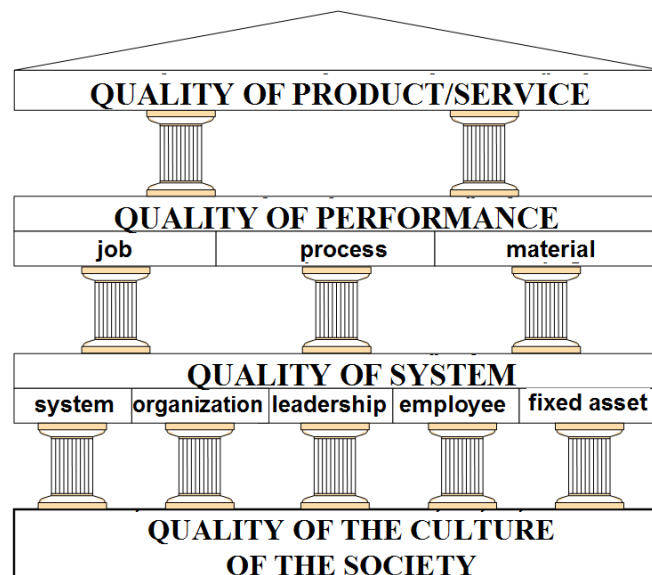 QUALITY OF PRODUCT/SERVICE
QUALITY OF PERFORMANCE
job process material
QUALITY OF SYSTEM
system organization leadership employee fixed asset
QUALITY OF THE CULTURE
OF THE SOCIETY